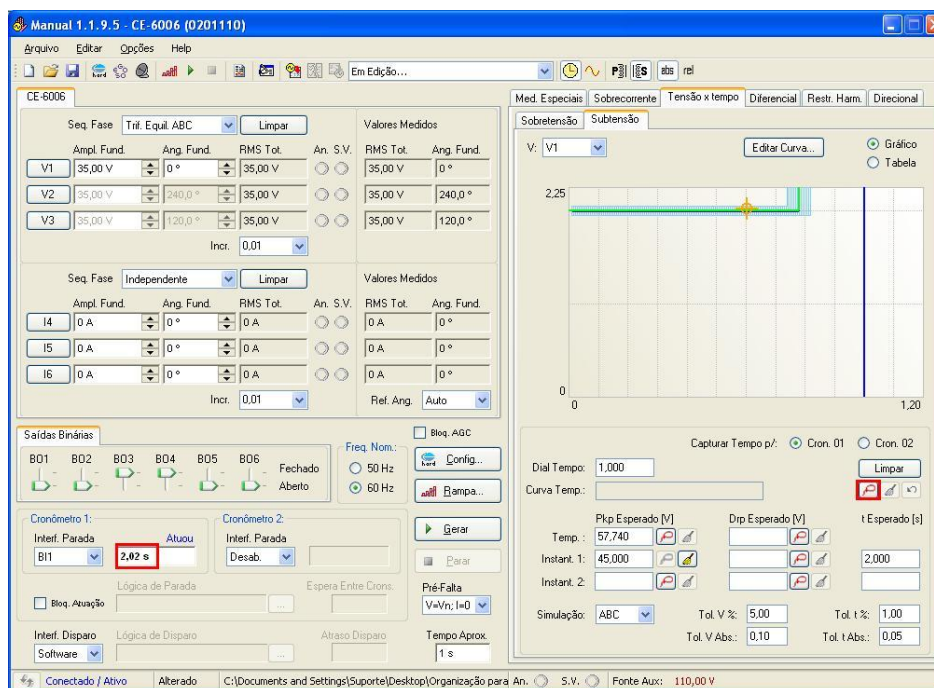 Manual 1.1.9.5 - CE-6006 (0201110)
Arquivo Editar Opções Help
Em Edição... abs rel
CE-6006
Seq. Fase Trif. Equil. ABC Limpar Valores Medidos
Ampl. Fund. Ang. Fund. RMS Tot. An. S.V. RMS Tot. Ang. Fund.
V1 35,00 V 0 ° 35,00 V 35,00 V 0 °
V2 35,00 V 240,0 ° 35,00 V 35,00 V 240,0 °
V3 35,00 V 120,0 ° 35,00 V 35,00 V 120,0 °
Incr. 0,01
Seq. Fase Independente Limpar Valores Medidos
Ampl. Fund. Ang. Fund. RMS Tot. An. S.V. RMS Tot. Ang. Fund.
I4 0 A 0 ° 0 A 0 A 0 °
I5 0 A 0 ° 0 A 0 A 0 °
I6 0 A 0 ° 0 A 0 A 0 °
Incr. 0,01 Ref. Ang. Auto
Saídas Binárias
BO1 BO2 BO3 BO4 BO5 BO6
Fechado
Aberto
Freq. Nom.:
50 Hz
60 Hz
Bloq. AGC
Config...
Rampa...
Gerar
Parar
Cronômetro 1:
Interf. Parada Atuou
BI1 2,02 s
Cronômetro 2:
Interf. Parada
Desab.
Lógica de Parada Espera Entre Crons.
Bloq. Atuação ...
Pré-Falta
V=Vn; I=0
Interf. Disparo Lógica de Disparo Atraso Disparo Tempo Aprox.
Software ... 1 s
Med. Especiais Sobrecorrente Tensão x tempo Diferencial Restr. Harm. Direcional
Sobretensão Subtensão
V: V1 Editar Curva... Gráfico
Tabela
2,25
0
0 1,20
Capturar Tempo p/: Cron. 01 Cron. 02
Dial Tempo: 1,000 Limpar
Curva Temp.:
Pkp Esperado [V] Drp Esperado [V] t Esperado [s]
Temp. : 57,740
Instant. 1: 45,000 2,000
Instant. 2:
Simulação: ABC Tol. V %: 5,00 Tol. t %: 1,00
Tol. V Abs.: 0,10 Tol. t Abs.: 0,05
Conectado / Ativo Alterado C:\Documents and Settings\Suporte\Desktop\Organização para An. S.V. Fonte Aux: 110,00 V